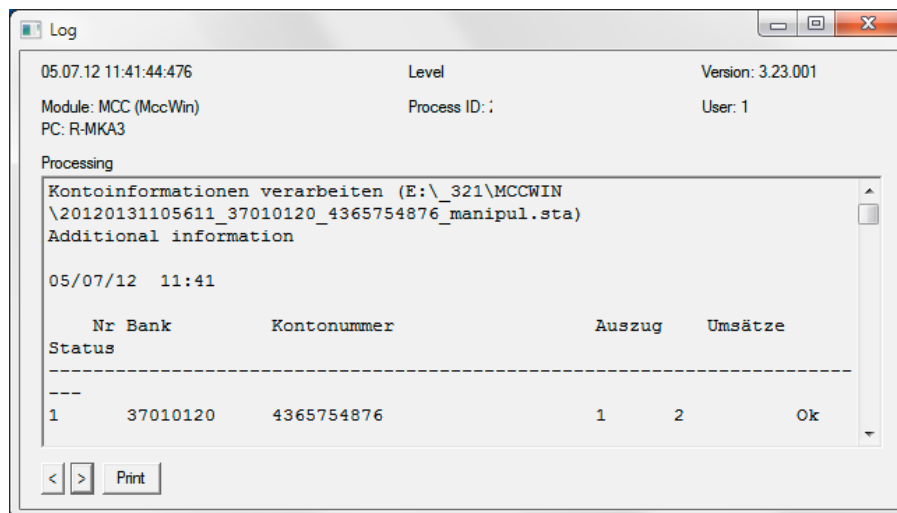 Log
05.07.12 11:41:44:476 Level Version: 3.23.001
Module: MCC (MccWin) Process ID: User: 1
PC: R-MKA3
Processing
Kontoinformationen verarbeiten (E:\_321\MCCWIN
\20120131105611_37010120_4365754876_manipul.sta)
Additional information
05/07/12 11:41
Nr Bank Kontonummer Auszug Umsätze
Status
------------------------------------------------------------------------
---
1 37010120 4365754876 1 2 Ok
< > Print